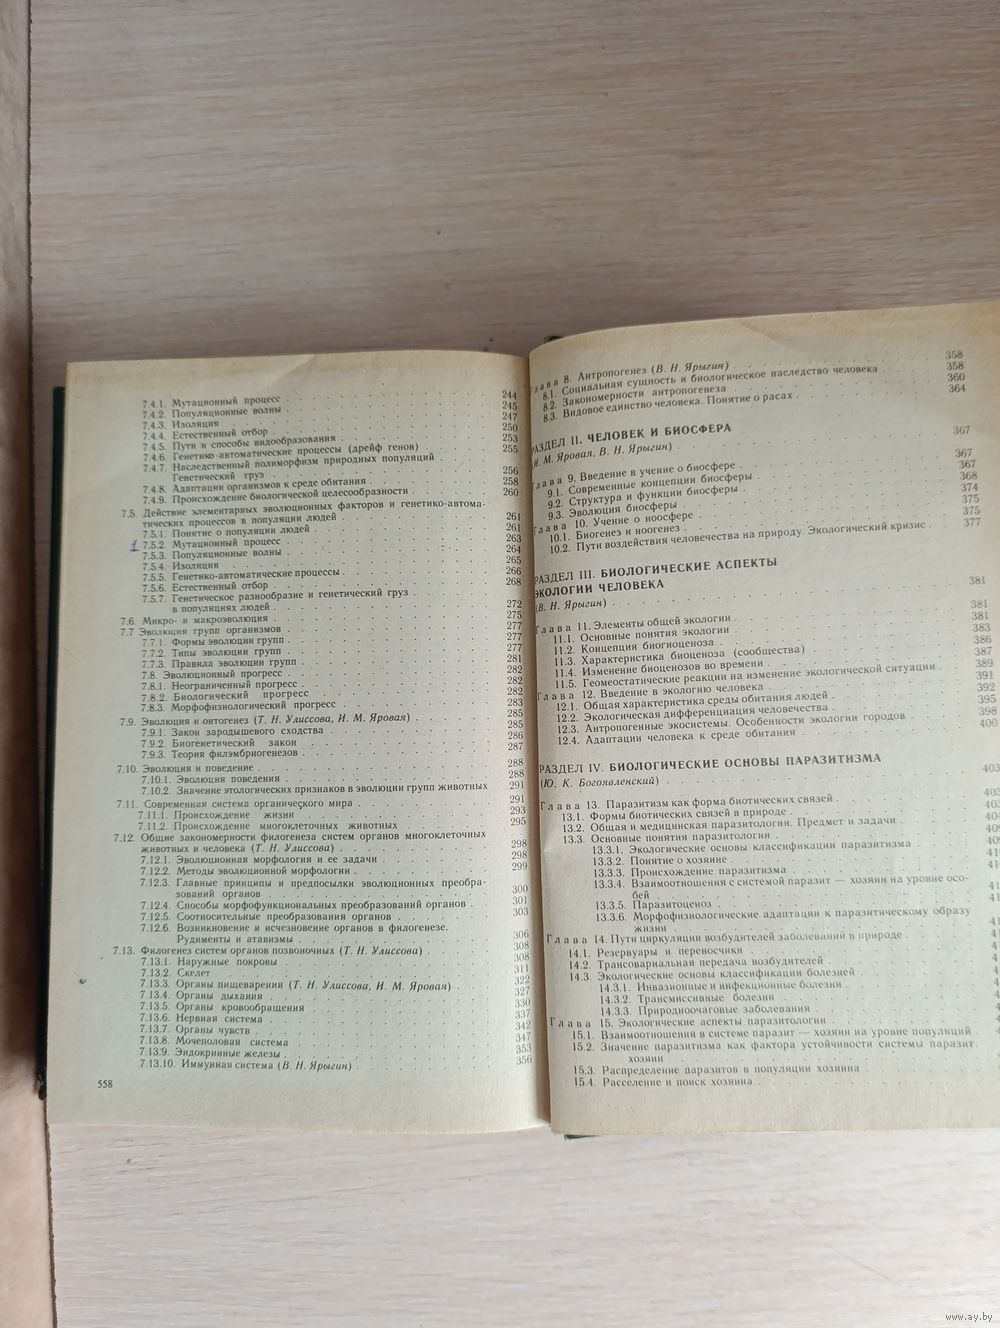 7.4.1. Мутационный процесс 244
7.4.2. Популяционные волны 245
7.4.3. Изоляция 247
7.4.4. Естественный отбор 250
7.4.5. Пути и способы видообразования 253
7.4.6. Генетико-автоматические процессы (дрейф генов) 255
7.4.7. Наследственный полиморфизм природных популяций
Генетический груз 256
7.4.8. Адаптации организмов к среде обитания 258
7.4.9. Происхождение биологической целесообразности 260
7.5. Действие элементарных эволюционных факторов и генетико-автома-
тических процессов в популяции людей 261
7.5.1. Понятие о популяции людей 261
1 7.5.2. Мутационный процесс 263
7.5.3. Популяционные волны 264
7.5.4. Изоляция 265
7.5.5. Генетико-автоматические процессы 266
7.5.6. Естественный отбор 268
7.5.7. Генетическое разнообразие и генетический груз
в популяциях людей 272
7.6. Микро- и макроэволюция 275
7.7 Эволюция групп организмов 277
7.7.1. Формы эволюции групп 277
7.7.2. Типы эволюции групп 277
7.7.3. Правила эволюции групп 281
7.8. Эволюционный прогресс 282
7.8.1. Неограниченный прогресс 282
7.8.2. Биологический прогресс 282
7.8.3. Морфофизиологический прогресс 283
7.9. Эволюция и онтогенез (Т. Н. Улиссова, И. М. Яровая) 285
7.9.1. Закон зародышевого сходства 285
7.9.2. Биогенетический закон 286
7.9.3. Теория филэмбриогенезов 287
7.10. Эволюция и поведение 288
7.10.1. Эволюция поведения 288
7.10.2. Значение этологических признаков в эволюции групп животных 291
7.11. Современная система органического мира 291
7.11.1. Происхождение жизни 293
7.11.2. Происхождение многоклеточных животных 295
7.12. Общие закономерности филогенеза систем органов многоклеточных
животных и человека (Т. Н. Улиссова) 298
7.12.1. Эволюционная морфология и ее задачи 298
7.12.2. Методы эволюционной морфологии 299
7.12.3. Главные принципы и предпосылки эволюционных преобра-
зований органов 300
7.12.4. Способы морфофункциональных преобразований органов 301
7.12.5. Соотносительные преобразования органов 303
7.12.6. Возникновение и исчезновение органов в филогенезе.
Рудименты и атавизмы 306
7.13. Филогенез систем органов позвоночных (Т. Н. Улиссова) 308
7.13.1. Наружные покровы 308
7.13.2. Скелет 311
7.13.3. Органы пищеварения (Т. Н. Улиссова, И. М. Яровая) 322
7.13.4. Органы дыхания 327
7.13.5. Органы кровообращения 330
7.13.6. Нервная система 337
7.13.7. Органы чувств 342
7.13.8. Мочеполовая система 347
7.13.9. Эндокринные железы 353
7.13.10. Иммунная система (В. Н. Ярыгин) 356
558
Глава 8. Антропогенез (В. Н. Ярыгин) 358
8.1. Социальная сущность и биологическое наследство человека 358
8.2. Закономерности антропогенеза 360
8.3. Видовое единство человека. Понятие о расах 364
РАЗДЕЛ II. ЧЕЛОВЕК И БИОСФЕРА
(И. М. Яровая, В. Н. Ярыгин) 367
Глава 9. Введение в учение о биосфере 367
9.1. Современные концепции биосферы 367
9.2. Структура и функции биосферы 368
9.3. Эволюция биосферы 374
Глава 10. Учение о ноосфере 375
10.1. Биогенез и ноогенез 375
10.2. Пути воздействия человечества на природу. Экологический кризис 377
РАЗДЕЛ III. БИОЛОГИЧЕСКИЕ АСПЕКТЫ
ЭКОЛОГИИ ЧЕЛОВЕКА
(В. Н. Ярыгин) 381
Глава 11. Элементы общей экологии 381
11.1. Основные понятия экологии 381
11.2. Концепция биогиоценоза 383
11.3. Характеристика биоценоза (сообщества) 386
11.4. Изменение биоценозов во времени 387
11.5. Геомеостатические реакции на изменение экологической ситуации 389
Глава 12. Введение в экологию человека 391
12.1. Общая характеристика среды обитания людей 392
12.2. Экологическая дифференциация человечества 395
12.3. Антропогенные экосистемы. Особенности экологии городов 398
12.4. Адаптации человека к среде обитания 400
РАЗДЕЛ IV. БИОЛОГИЧЕСКИЕ ОСНОВЫ ПАРАЗИТИЗМА
(Ю. К. Богоявленский) 403
Глава 13. Паразитизм как форма биотических связей 403
13.1. Формы биотических связей в природе
13.2. Общая и медицинская паразитология. Предмет и задачи
13.3. Основные понятия паразитологии
13.3.1. Экологические основы классификации паразитизма
13.3.2. Понятие о хозяине
13.3.3. Происхождение паразитизма
13.3.4. Взаимоотношения с системой паразит — хозяин на уровне осо-
бей
13.3.5. Паразитоценоз
13.3.6. Морфофизиологические адаптации к паразитическому образу
жизни
Глава 14. Пути циркуляции возбудителей заболеваний в природе
14.1. Резервуары и переносчики
14.2. Трансовариальная передача возбудителей
14.3. Экологические основы классификации болезней
14.3.1. Инвазионные и инфекционные болезни
14.3.2. Трансмиссивные болезни
14.3.3. Природноочаговые заболевания
Глава 15. Экологические аспекты паразитологии
15.1. Взаимоотношения в системе паразит — хозяин на уровне популяций
15.2. Значение паразитизма как фактора устойчивости системы паразит.
хозяин
15.3. Распределение паразитов в популяции хозяина
15.4. Расселение и поиск хозяина
www.ay.by